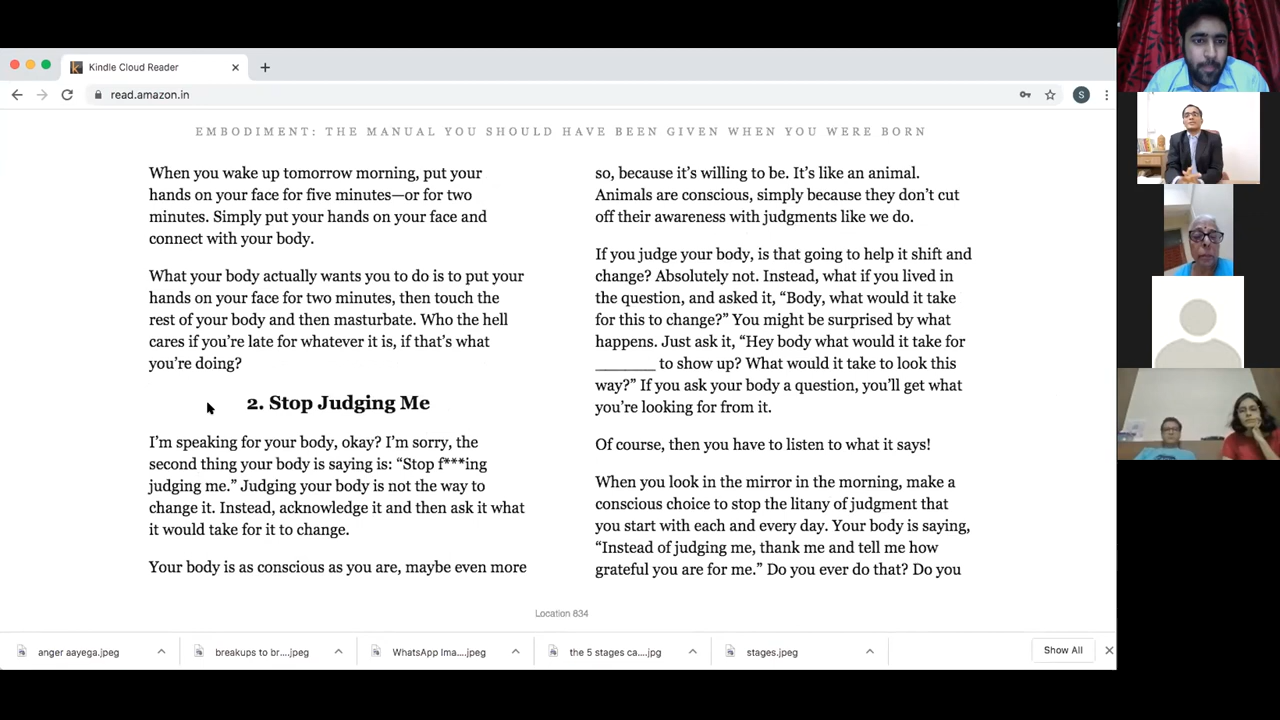 Kindle Cloud Reader
read.amazon.in
S
EMBODIMENT: THE MANUAL YOU SHOULD HAVE BEEN GIVEN WHEN YOU WERE BORN
When you wake up tomorrow morning, put your
hands on your face for five minutes—or for two
minutes. Simply put your hands on your face and
connect with your body.
What your body actually wants you to do is to put your
hands on your face for two minutes, then touch the
rest of your body and then masturbate. Who the hell
cares if you’re late for whatever it is, if that’s what
you’re doing?
2. Stop Judging Me
I’m speaking for your body, okay? I’m sorry, the
second thing your body is saying is: “Stop f***ing
judging me.” Judging your body is not the way to
change it. Instead, acknowledge it and then ask it what
it would take for it to change.
Your body is as conscious as you are, maybe even more
so, because it’s willing to be. It’s like an animal.
Animals are conscious, simply because they don’t cut
off their awareness with judgments like we do.
If you judge your body, is that going to help it shift and
change? Absolutely not. Instead, what if you lived in
the question, and asked it, “Body, what would it take
for this to change?” You might be surprised by what
happens. Just ask it, “Hey body what would it take for
_______ to show up? What would it take to look this
way?” If you ask your body a question, you’ll get what
you’re looking for from it.
Of course, then you have to listen to what it says!
When you look in the mirror in the morning, make a
conscious choice to stop the litany of judgment that
you start with each and every day. Your body is saying,
“Instead of judging me, thank me and tell me how
grateful you are for me.” Do you ever do that? Do you
Location 834
anger aayega.jpeg
breakups to br....jpeg
WhatsApp Ima....jpeg
the 5 stages ca....jpg
stages.jpeg
Show All